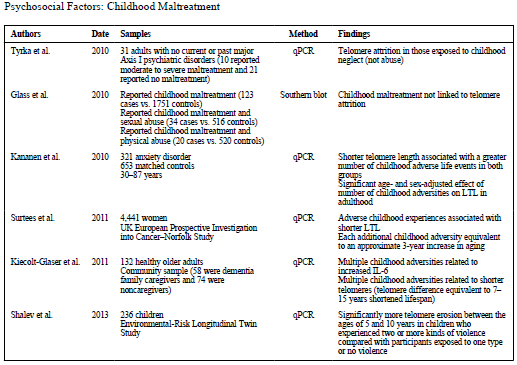 Psychosocial Factors: Childhood Maltreatment
Authors Date Samples Method Findings
Tyrka et al. 2010 31 adults with no current or past major qPCR Telomere attrition in those exposed to childhood
Axis I psychiatric disorders (10 reported neglect (not abuse)
moderate to severe maltreatment and 21
reported no maltreatment)
Glass et al. 2010 Reported childhood maltreatment (123 Southern blot Childhood maltreatment not linked to telomere
cases vs. 1751 controls) attrition
Reported childhood maltreatment and
sexual abuse (34 cases vs. 516 controls)
Reported childhood maltreatment and
physical abuse (20 cases vs. 520 controls)
Kananen et al. 2010 321 anxiety disorder qPCR Shorter telomere length associated with a greater
653 matched controls number of childhood adverse life events in both
30–87 years groups
Significant age- and sex-adjusted effect of
number of childhood adversities on LTL in
adulthood
Surtees et al. 2011 4,441 women qPCR Adverse childhood experiences associated with
UK European Prospective Investigation shorter LTL
into Cancer–Norfolk Study Each additional childhood adversity equivalent
to an approximate 3-year increase in aging
Kiecolt-Glaser et al. 2011 132 healthy older adults qPCR Multiple childhood adversities related to
Community sample (58 were dementia increased IL-6
family caregivers and 74 were Multiple childhood adversities related to shorter
noncaregivers) telomeres (telomere difference equivalent to 7–
15 years shortened lifespan)
Shalev et al. 2013 236 children qPCR Significantly more telomere erosion between the
Environmental-Risk Longitudinal Twin ages of 5 and 10 years in children who
Study experienced two or more kinds of violence
compared with participants exposed to one type
or no violence